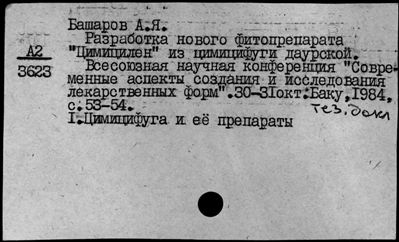 Башаров А.Я.
Разработка нового фитопрепарата
А2 "Цимицилен" из цимицифуги даурской.
3623 Всесоюзная научная конференция "Совре-
менные аспекты создания и исследования
лекарственных форм".30-31окт.Баку,1984,
с.53-54. тез.докл
I.Цимицифуга и её препараты